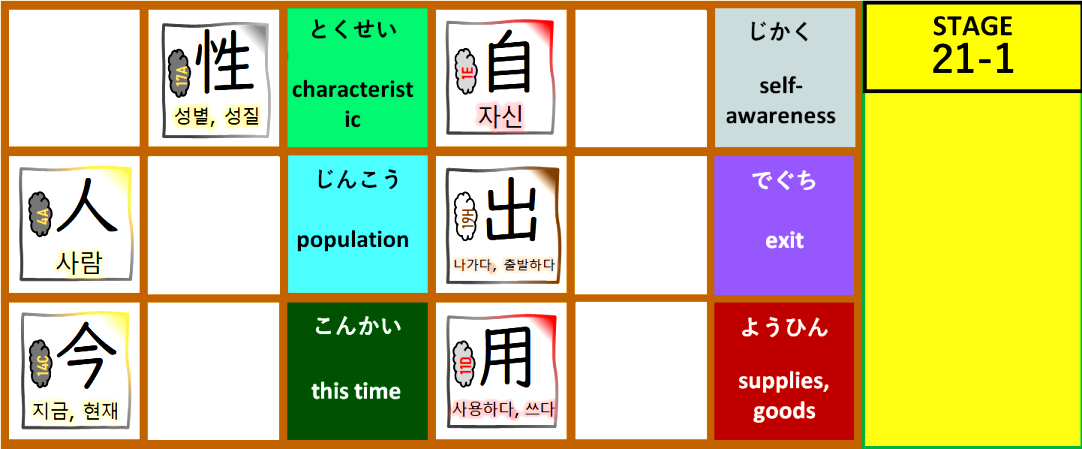 性
17A
성별, 성질
とくせい
characterist
ic
自
1E
자신
じかく
self-
awareness
STAGE
21-1
人
4A
사람
じんこう
population
出
19H
나가다, 출발하다
でぐち
exit
今
14C
지금, 현재
こんかい
this time
用
11D
사용하다, 쓰다
ようひん
supplies,
goods